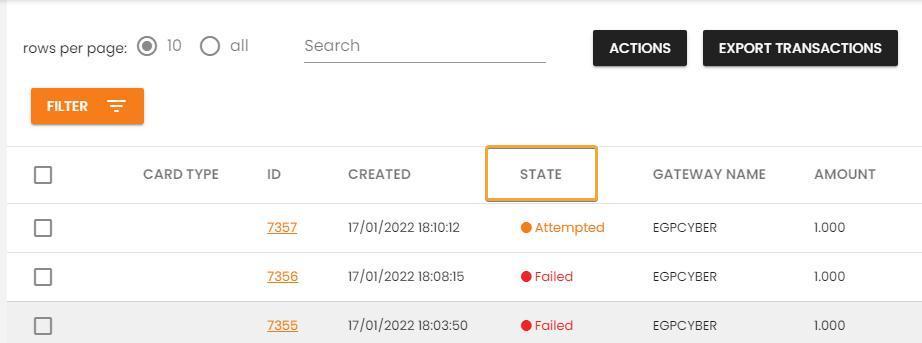 rows per page: 10 all Search ACTIONS EXPORT TRANSACTIONS
FILTER
CARD TYPE ID CREATED STATE GATEWAY NAME AMOUNT
7357 17/01/2022 18:10:12 Attempted EGPCYBER 1.000
7356 17/01/2022 18:08:15 Failed EGPCYBER 1.000
7355 17/01/2022 18:03:50 Failed EGPCYBER 1.000